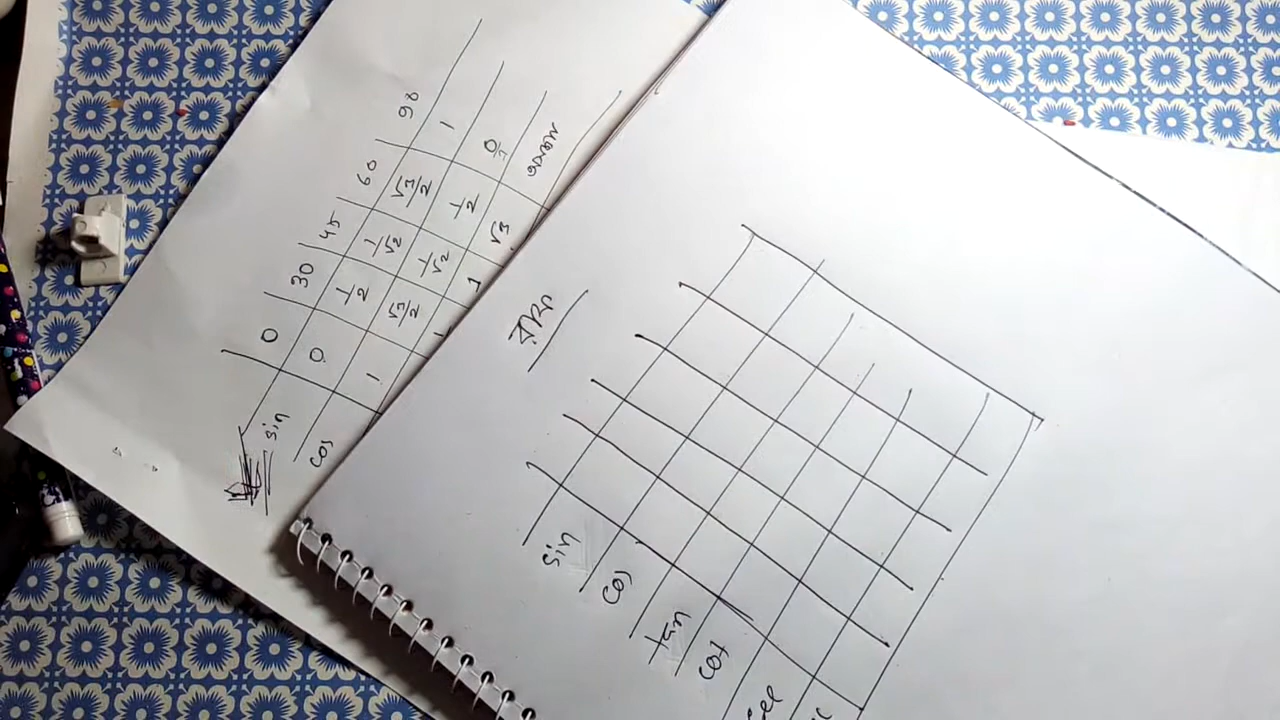 0 30 45 60 90
sin 0 1/2 1/√2 √3/2 1
cos 1 √3/2 1/√2 1/2 0/1
1 √3
sin
cos
tan
cot